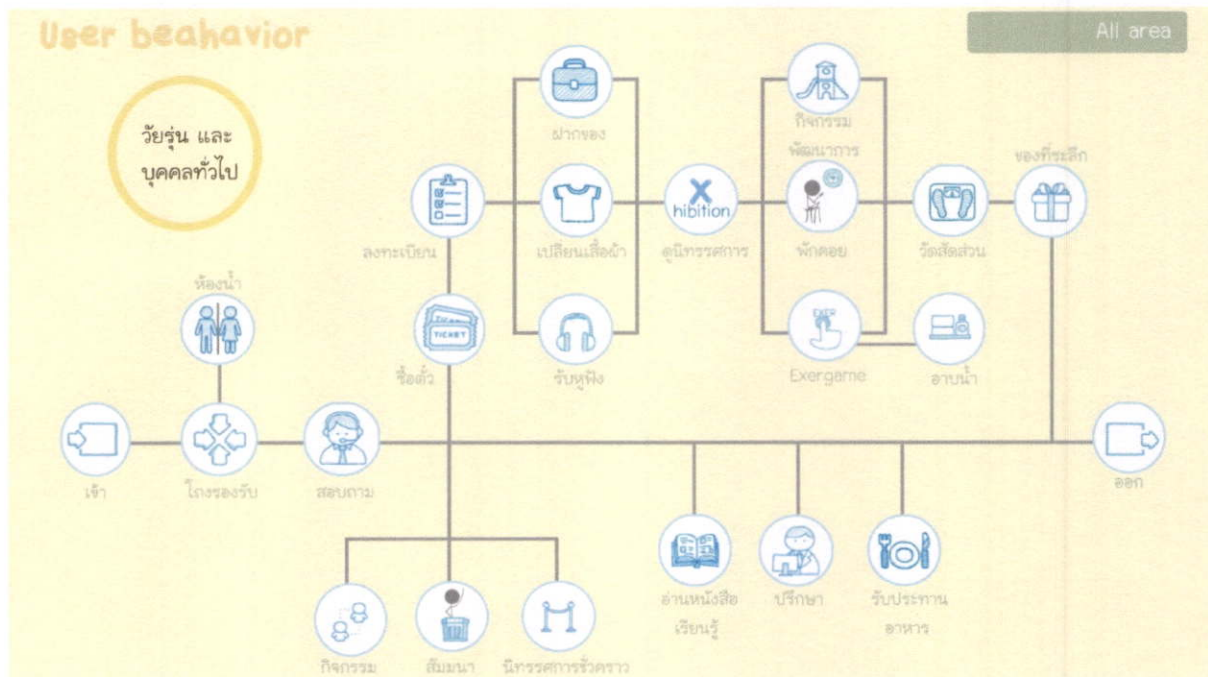 User beahavior
All area
วัยรุ่น และ
บุคคลทั่วไป
ฝากของ
กิจกรรม
พัฒนาการ
ของที่ระลึก
X
hibition
ลงทะเบียน
เปลี่ยนเสื้อผ้า
ดูนิทรรศการ
พักคอย
วัดสัดส่วน
ห้องน้ำ
TICKET
EXER
ซื้อตั๋ว
รับหูฟัง
Exergame
อาบน้ำ
เข้า
โถงรองรับ
สอบถาม
ออก
อ่านหนังสือ
เรียนรู้
ปรึกษา
รับประทาน
อาหาร
กิจกรรม
สัมมนา
นิทรรศการชั่วคราว